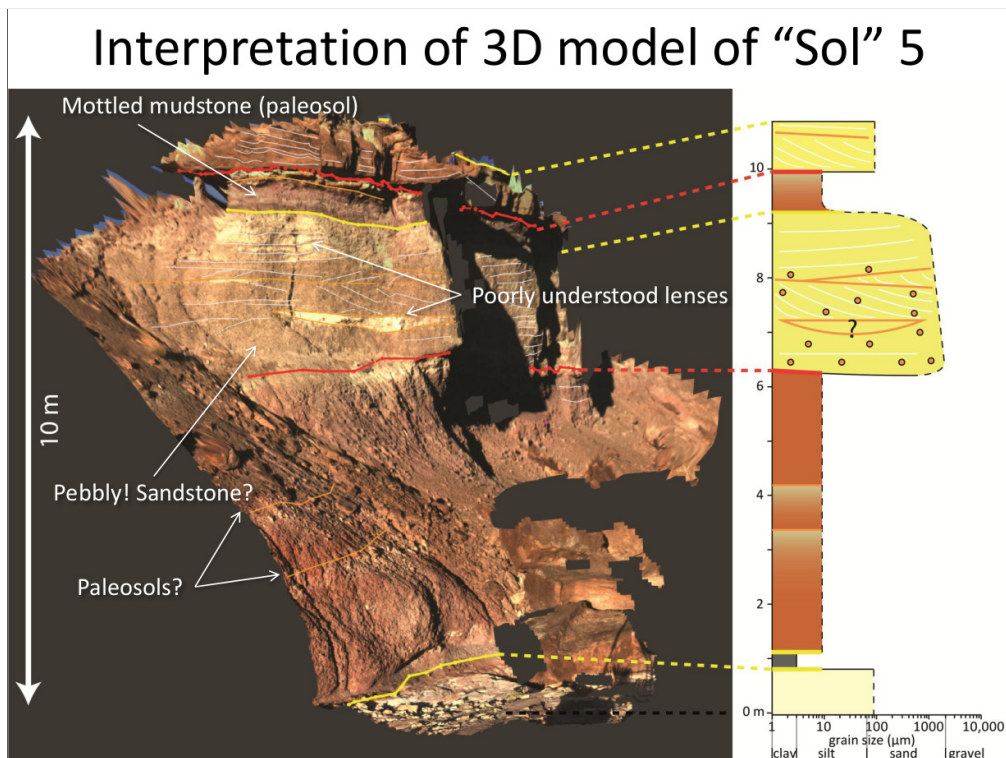 Interpretation of 3D model of “Sol” 5
Mottled mudstone (paleosol)
Poorly understood lenses
10 m
Pebbly! Sandstone?
Paleosols?
10
8
?
6
4
2
0 m
1 10 100 1000 10,000
grain size (µm)
clay silt sand gravel